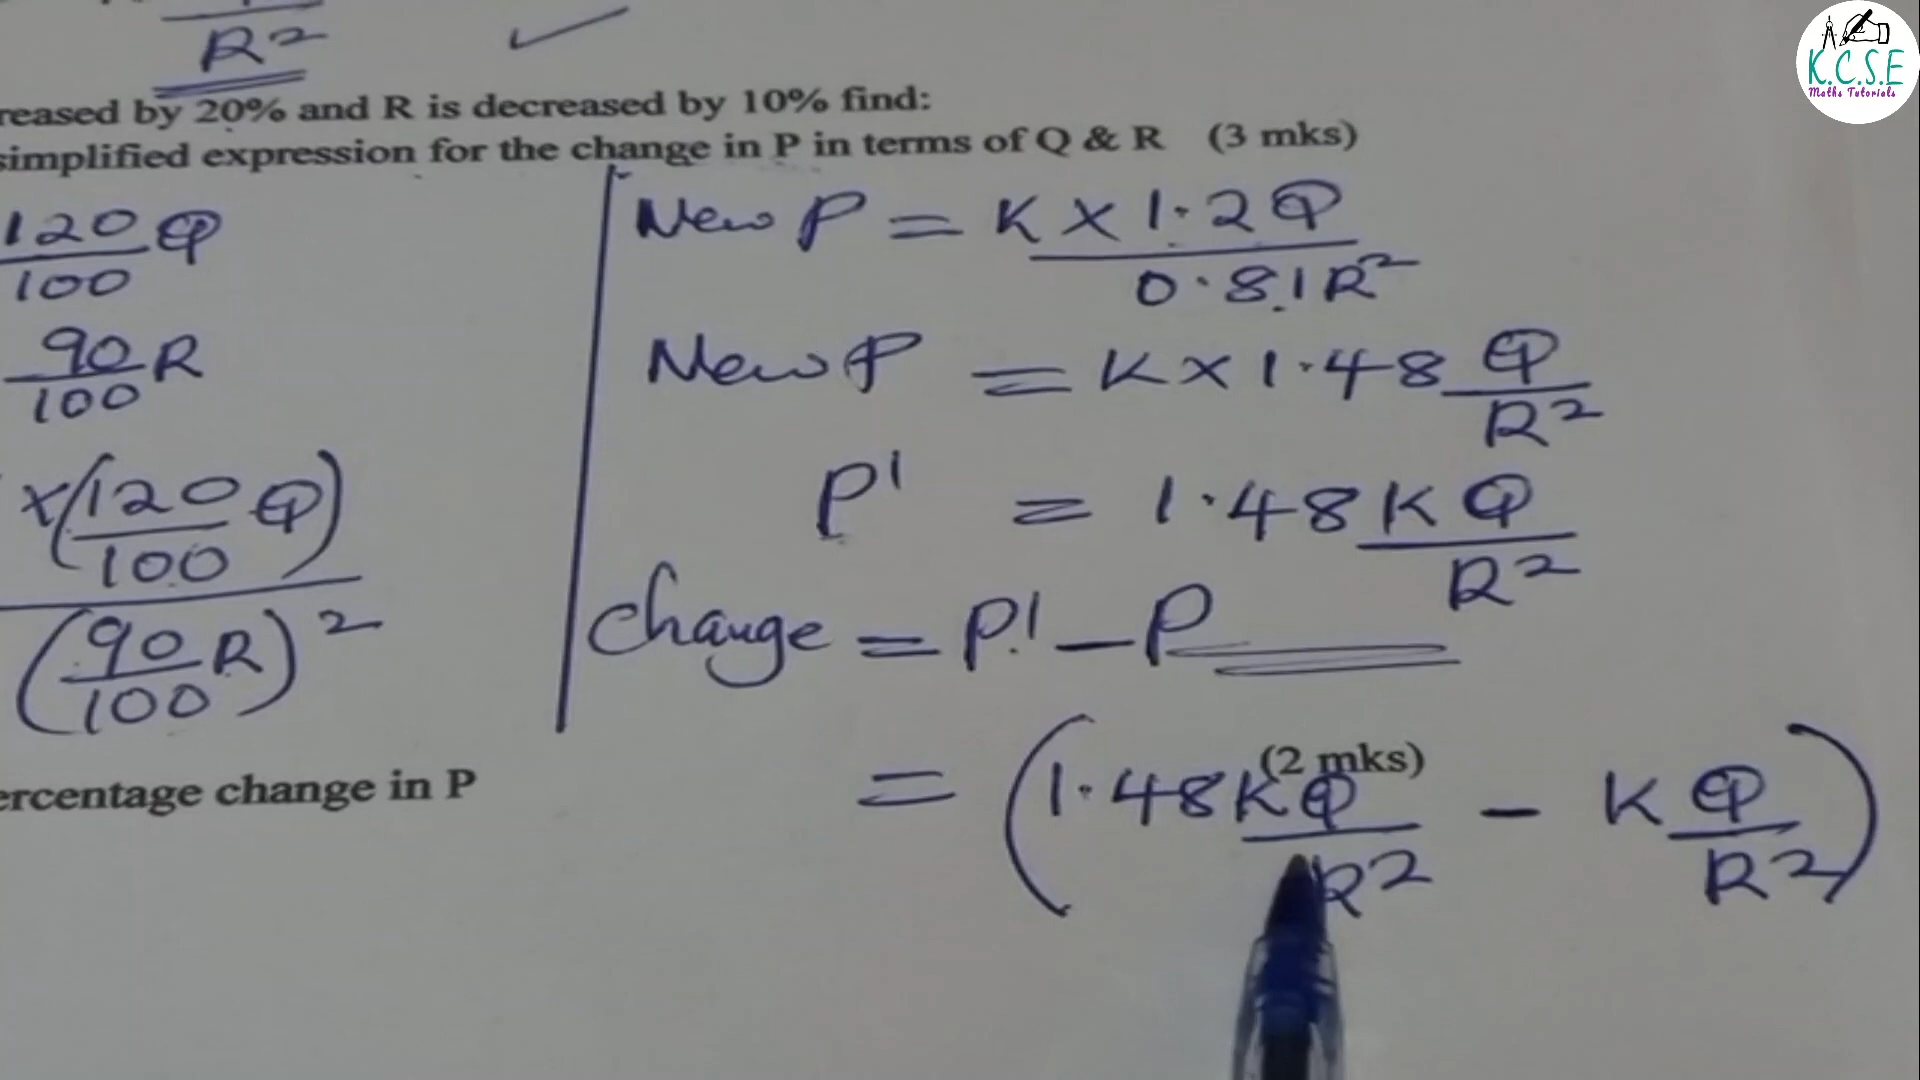 R²
reased by 20% and R is decreased by 10% find:
simplified expression for the change in P in terms of Q & R (3 mks)
120/100 Q
90/100 R
x(120/100 Q)
(90/100 R)²
New P = K X 1.2Q / 0.81R²
New P = K x 1.48 Q/R²
P' = 1.48 KQ/R²
Change = P' – P
ercentage change in P (2 mks)
= (1.48 KQ/R² – K Q/R²)
K.C.S.E
Maths Tutorials